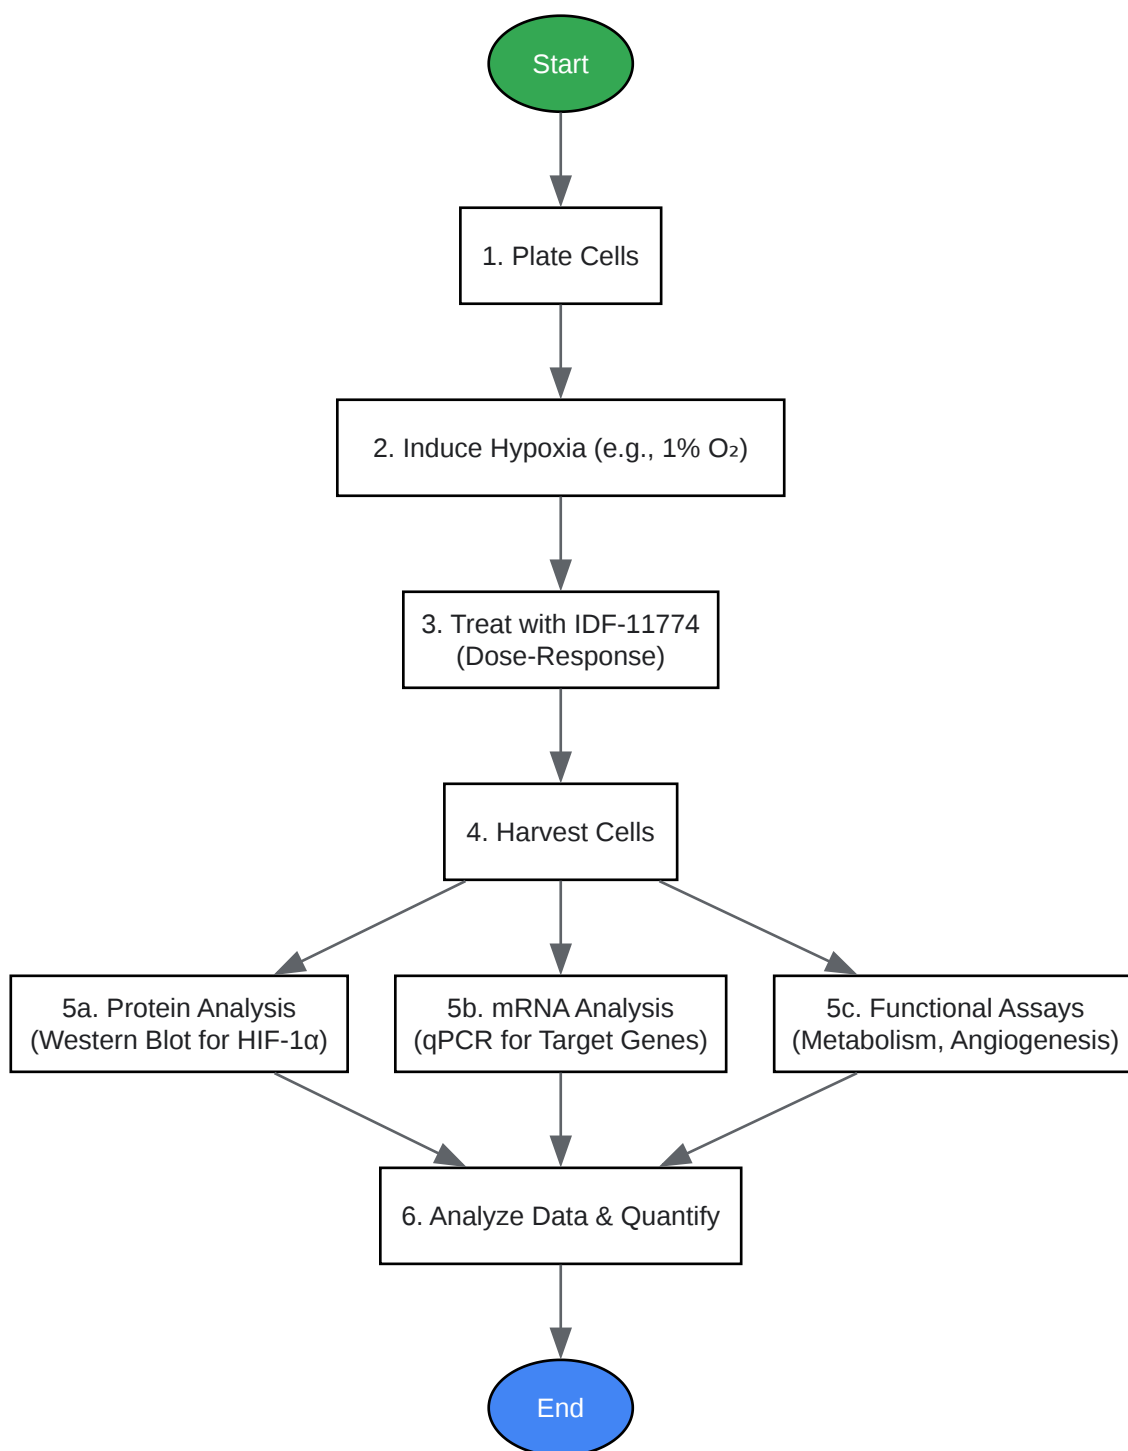 Start
1. Plate Cells
2. Induce Hypoxia (e.g., 1% O₂)
3. Treat with IDF-11774
(Dose-Response)
4. Harvest Cells
5a. Protein Analysis
(Western Blot for HIF-1α)
5b. mRNA Analysis
(qPCR for Target Genes)
5c. Functional Assays
(Metabolism, Angiogenesis)
6. Analyze Data & Quantify
End